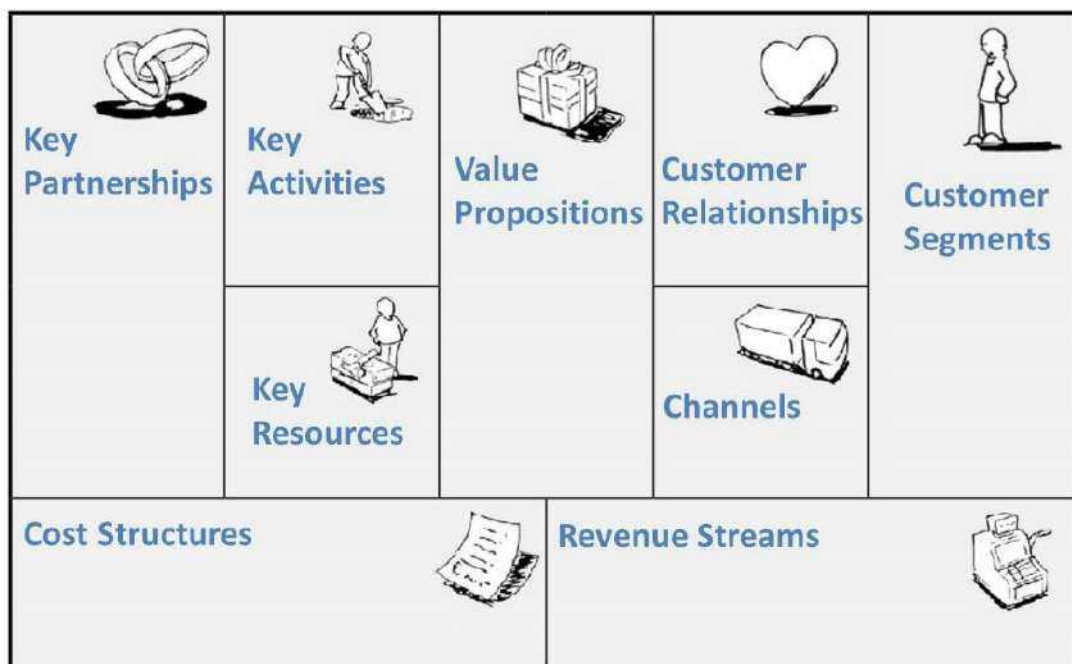 Key
Partnerships
Key
Activities
Value
Propositions
Customer
Relationships
Customer
Segments
Key
Resources
Channels
Cost Structures
Revenue Streams